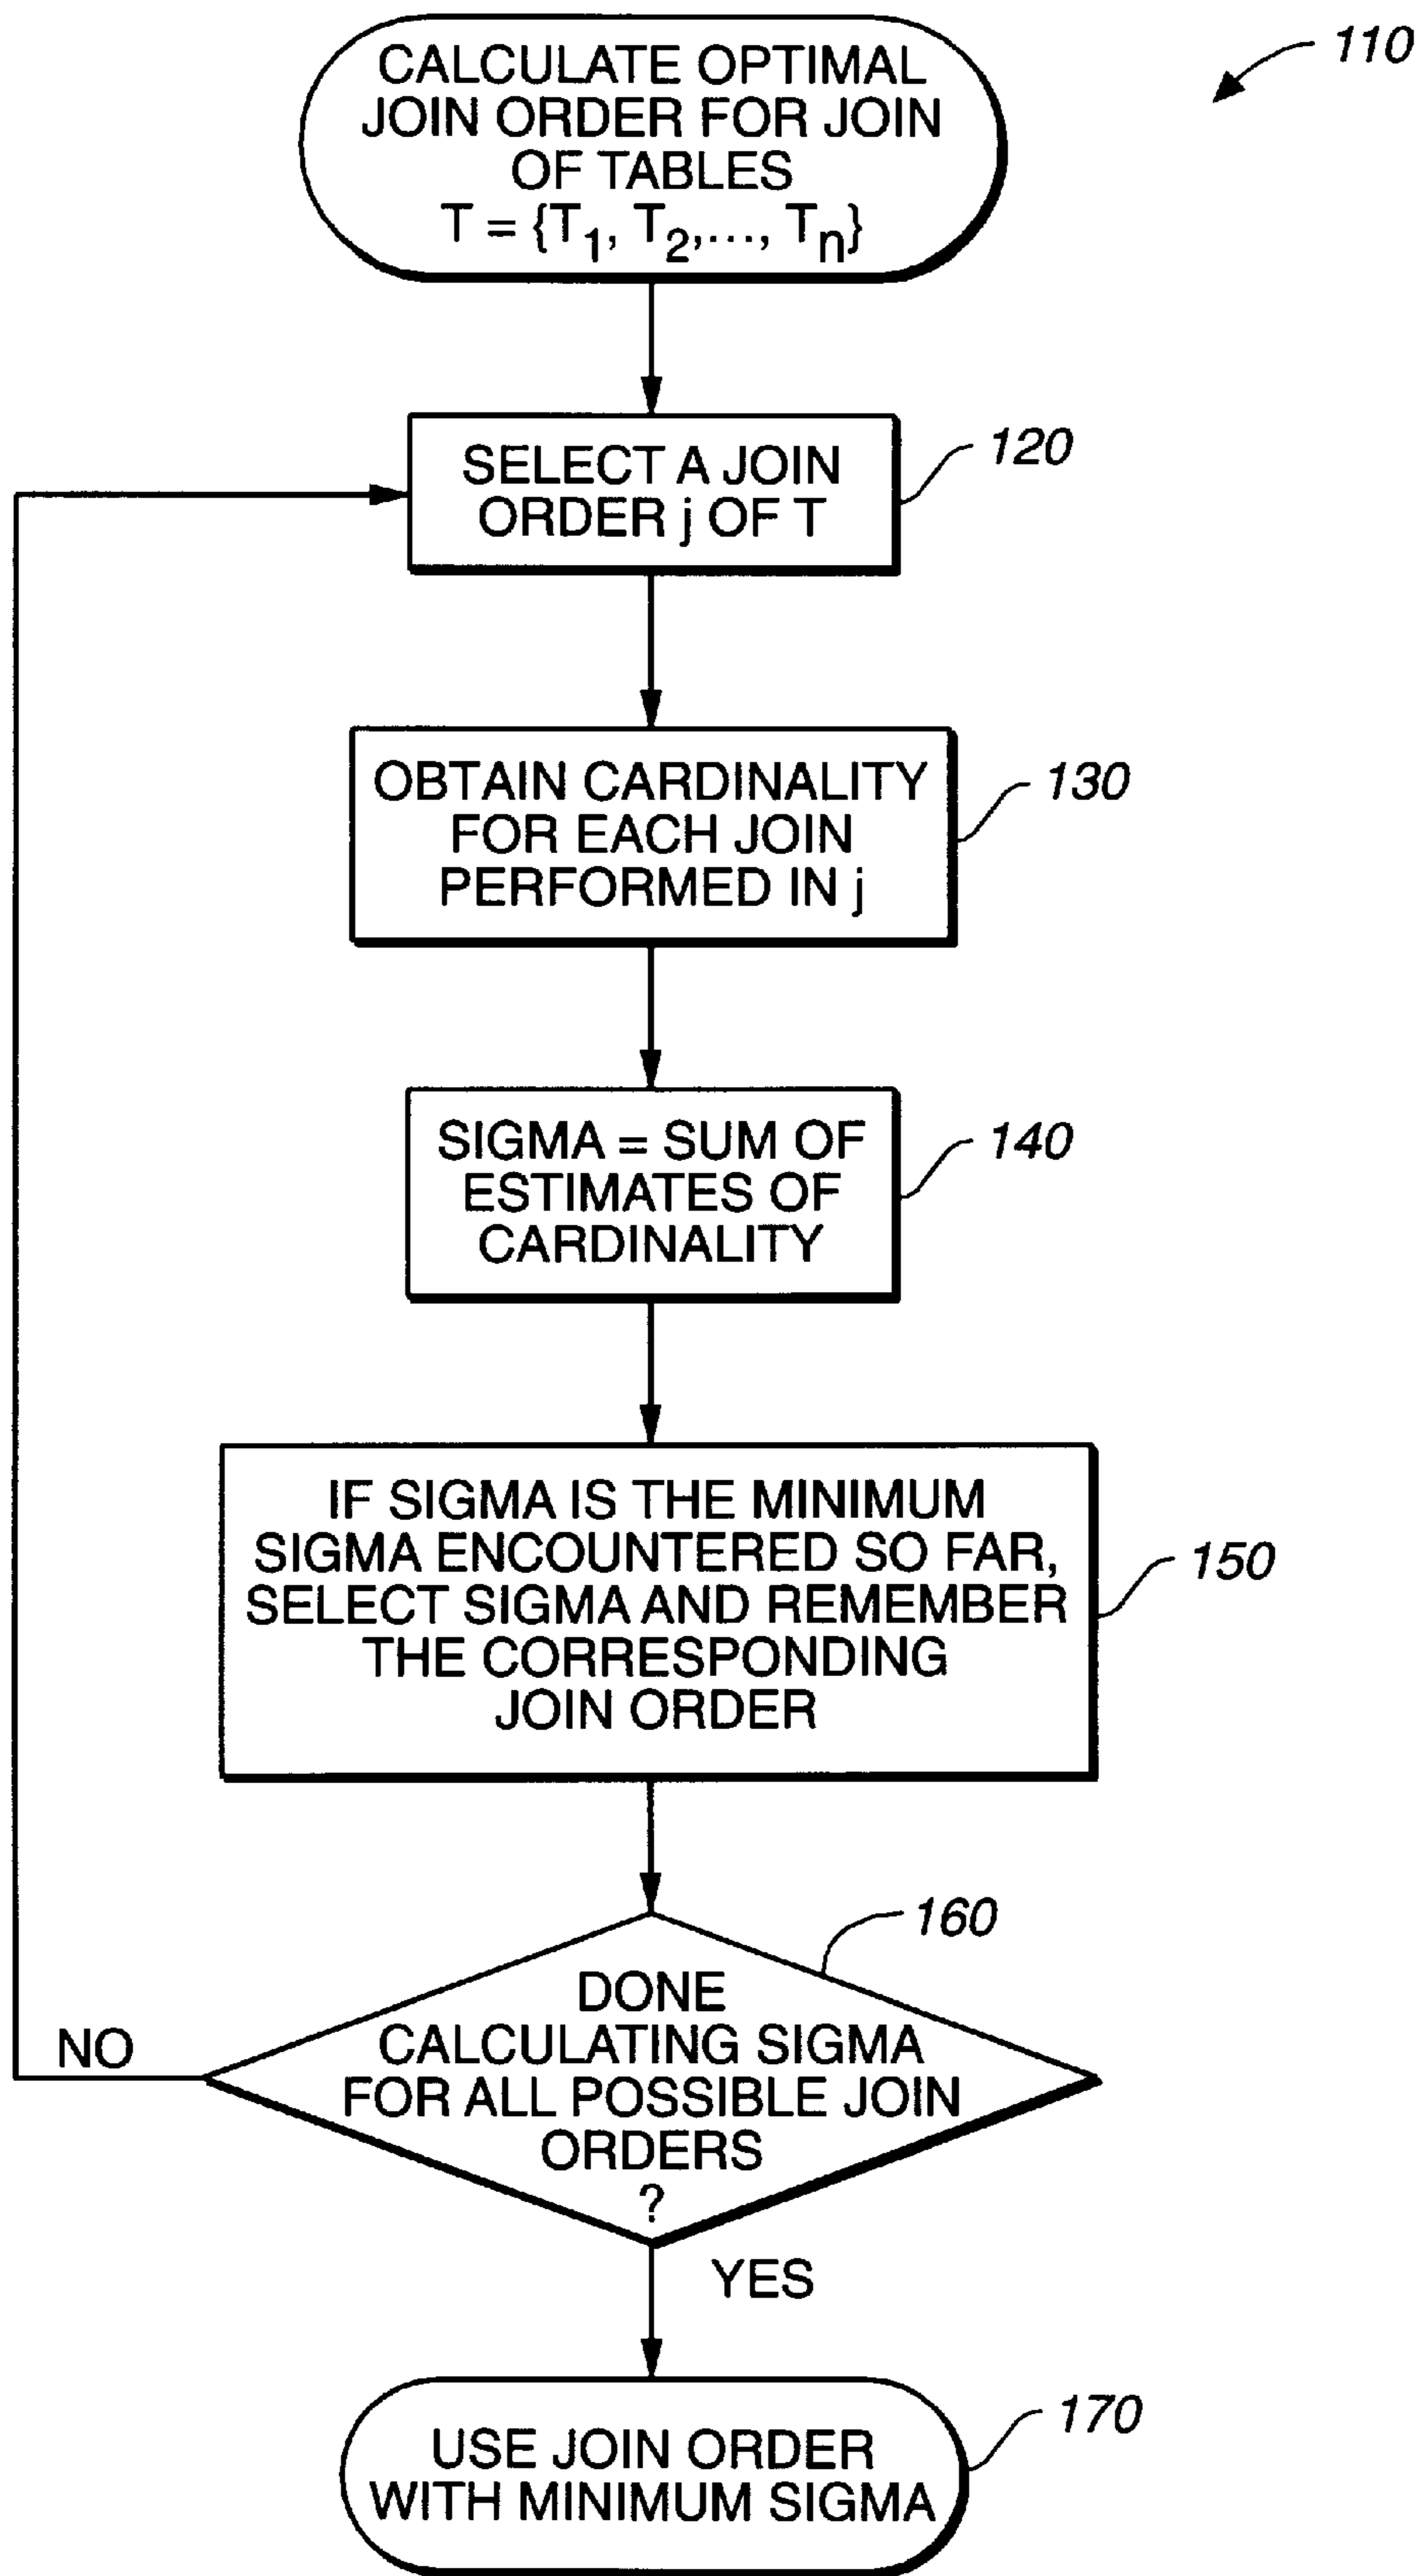 110
CALCULATE OPTIMAL
JOIN ORDER FOR JOIN
OF TABLES
T = {T1, T2,..., Tn}
SELECT A JOIN
ORDER j OF T
120
OBTAIN CARDINALITY
FOR EACH JOIN
PERFORMED IN j
130
SIGMA = SUM OF
ESTIMATES OF
CARDINALITY
140
IF SIGMA IS THE MINIMUM
SIGMA ENCOUNTERED SO FAR,
SELECT SIGMA AND REMEMBER
THE CORRESPONDING
JOIN ORDER
150
160
DONE
CALCULATING SIGMA
FOR ALL POSSIBLE JOIN
ORDERS
?
NO
YES
USE JOIN ORDER
WITH MINIMUM SIGMA
170